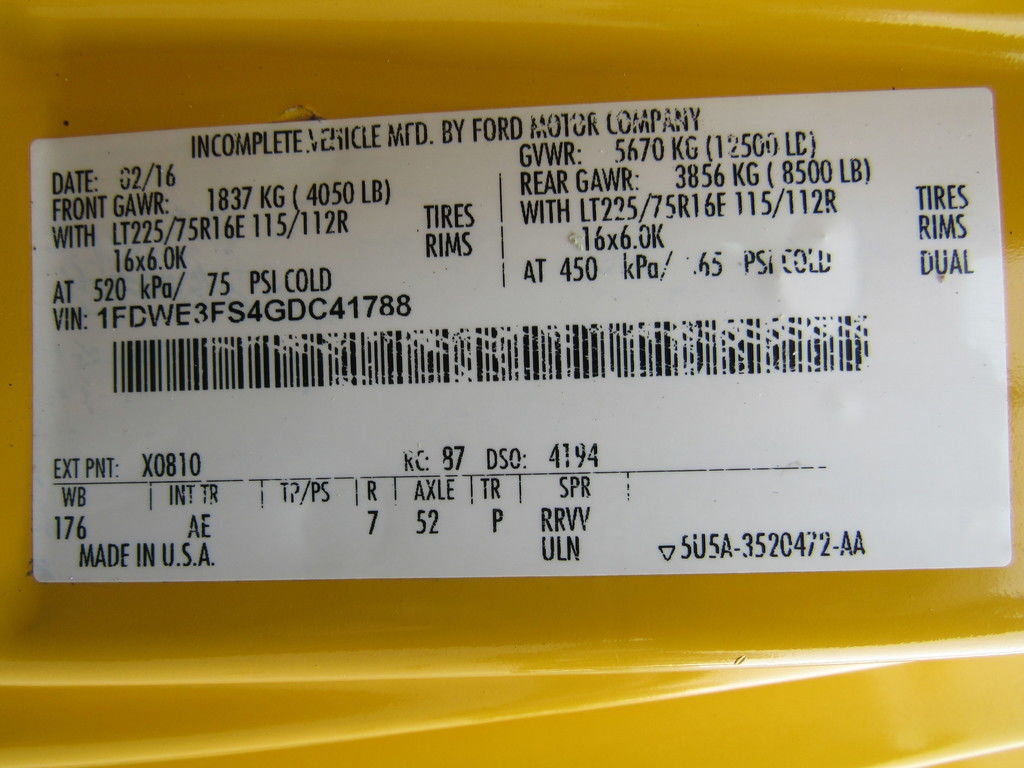 INCOMPLETE VEHICLE MFD. BY FORD MOTOR COMPANY
DATE: 02/16
GVWR: 5670 KG (12500 LB)
FRONT GAWR: 1837 KG ( 4050 LB)
REAR GAWR: 3856 KG ( 8500 LB)
WITH LT225/75R16E 115/112R TIRES
WITH LT225/75R16E 115/112R TIRES
16x6.0K RIMS
16x6.0K RIMS
AT 520 kPa/ 75 PSI COLD
AT 450 kPa/ 65 PSI COLD DUAL
VIN: 1FDWE3FS4GDC41788
EXT PNT: X0810 RC: 87 DSO: 4194
WB | INT TR | TP/PS | R | AXLE | TR | SPR |
176 AE 7 52 P RRVV
MADE IN U.S.A. ULN ▽5U5A-3520472-AA